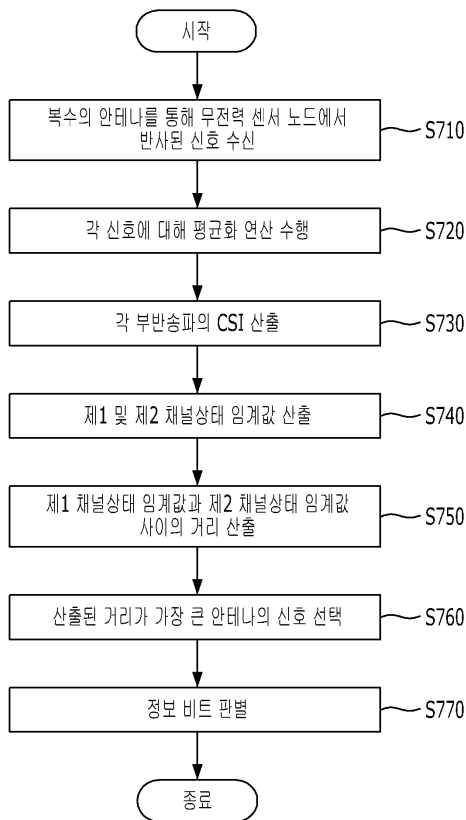 시작
복수의 안테나를 통해 무전력 센서 노드에서
반사된 신호 수신
S710
각 신호에 대해 평균화 연산 수행
S720
각 부반송파의 CSI 산출
S730
제1 및 제2 채널상태 임계값 산출
S740
제1 채널상태 임계값과 제2 채널상태 임계값
사이의 거리 산출
S750
산출된 거리가 가장 큰 안테나의 신호 선택
S760
정보 비트 판별
S770
종료